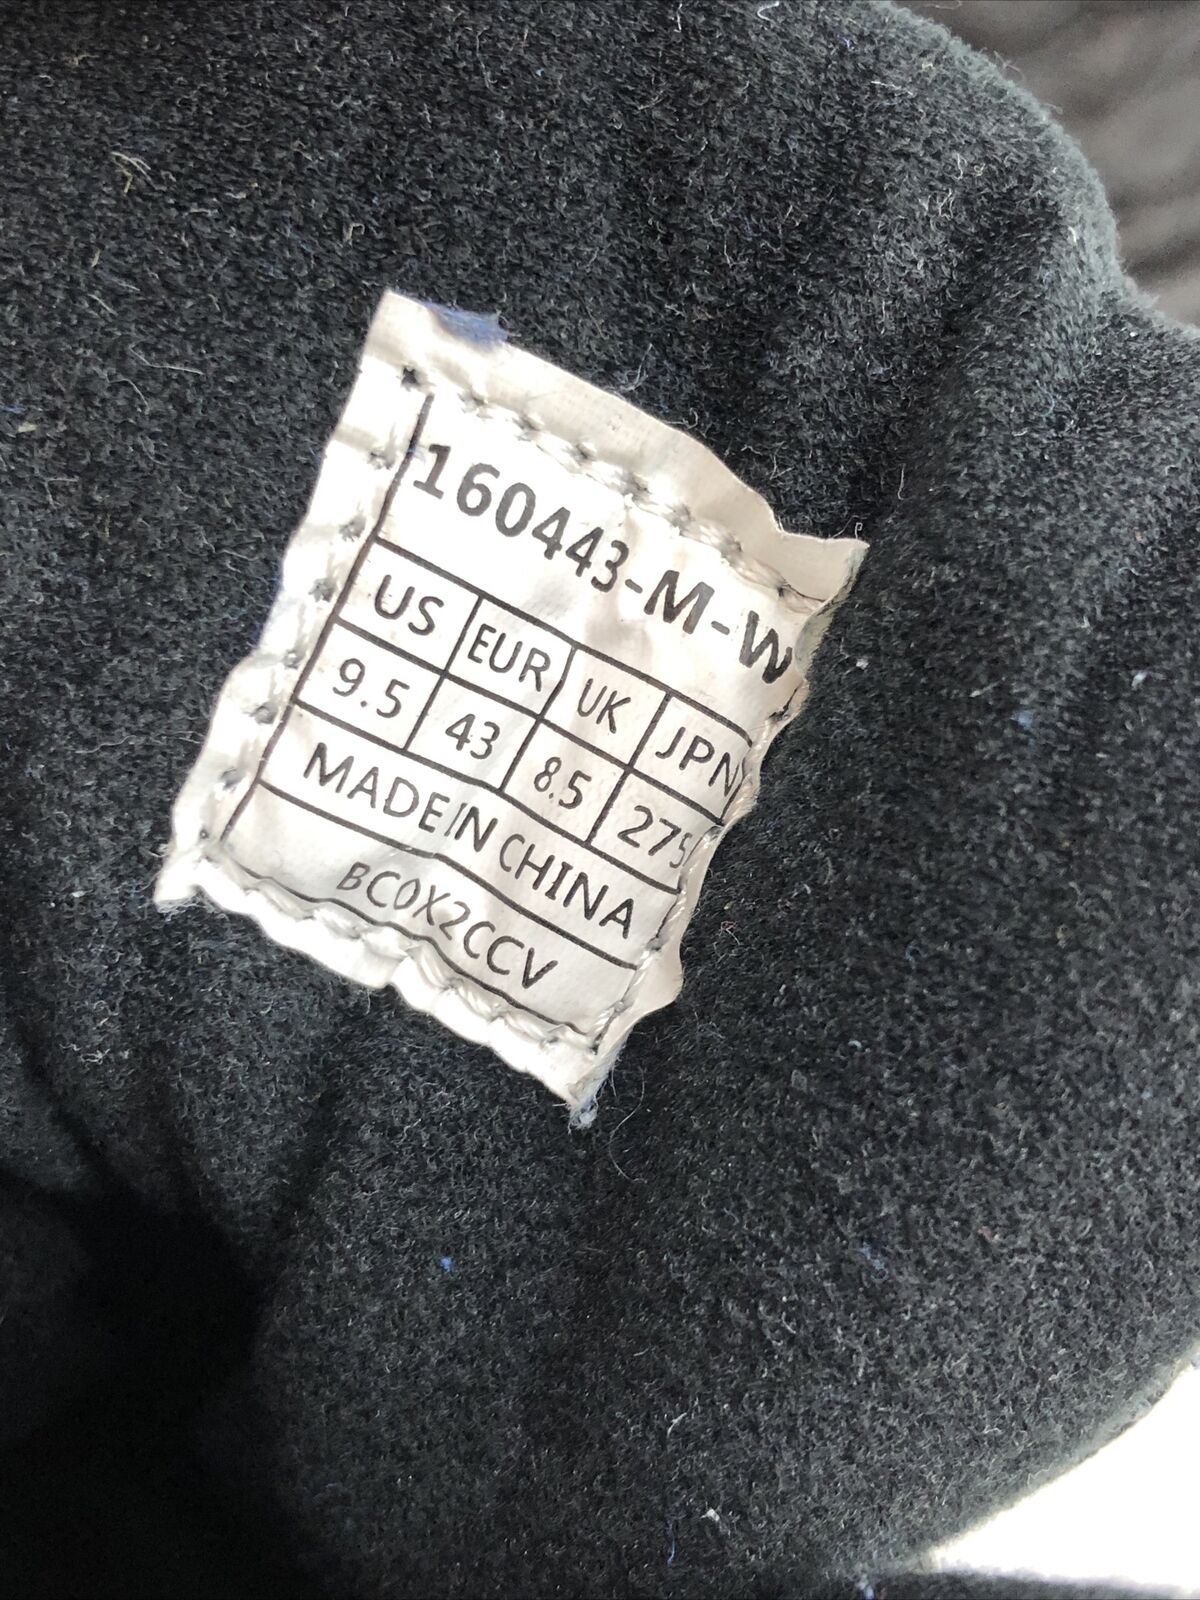 160443-M-W
US EUR UK JPN
9.5 43 8.5 275
MADE IN CHINA
BC0X2CCV